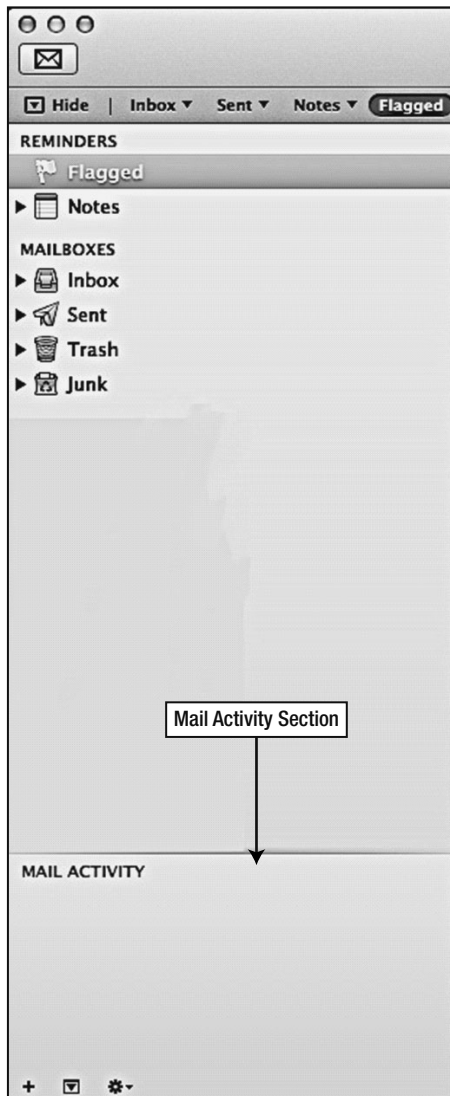 Hide | Inbox Sent Notes Flagged
REMINDERS
Flagged
Notes
MAILBOXES
Inbox
Sent
Trash
Junk
Mail Activity Section
MAIL ACTIVITY